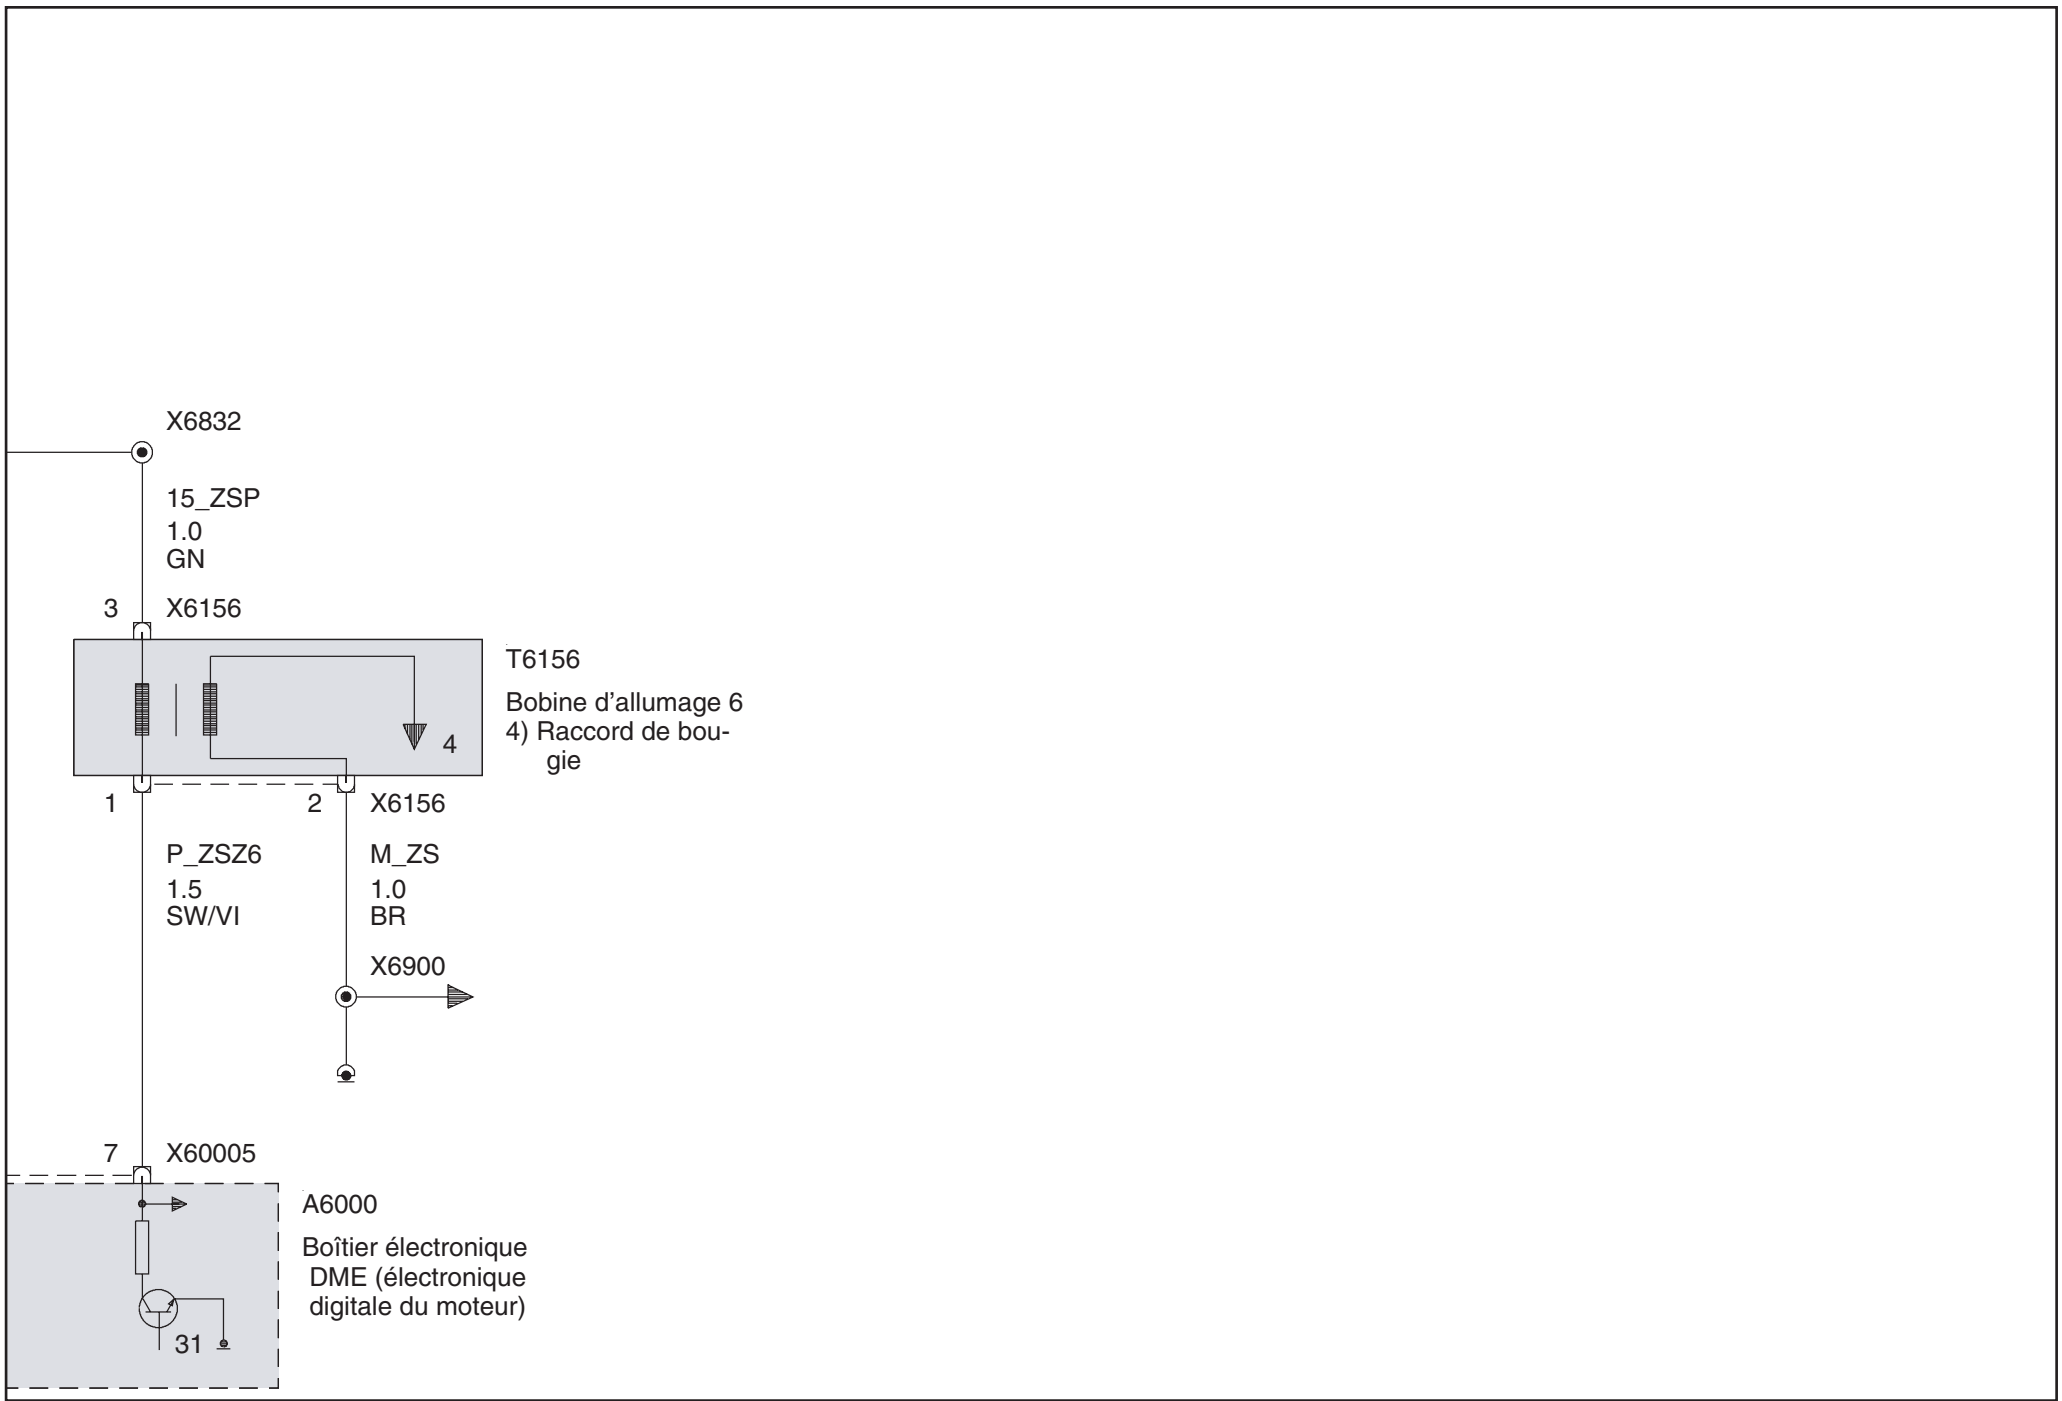 X6832
15_ZSP
1.0
GN
3 X6156
T6156
Bobine d'allumage 6
4) Raccord de bou-
gie
4
1 2 X6156
P_ZSZ6 M_ZS
1.5 1.0
SW/VI BR
X6900
7 X60005
A6000
Boîtier électronique
DME (électronique
digitale du moteur)
31